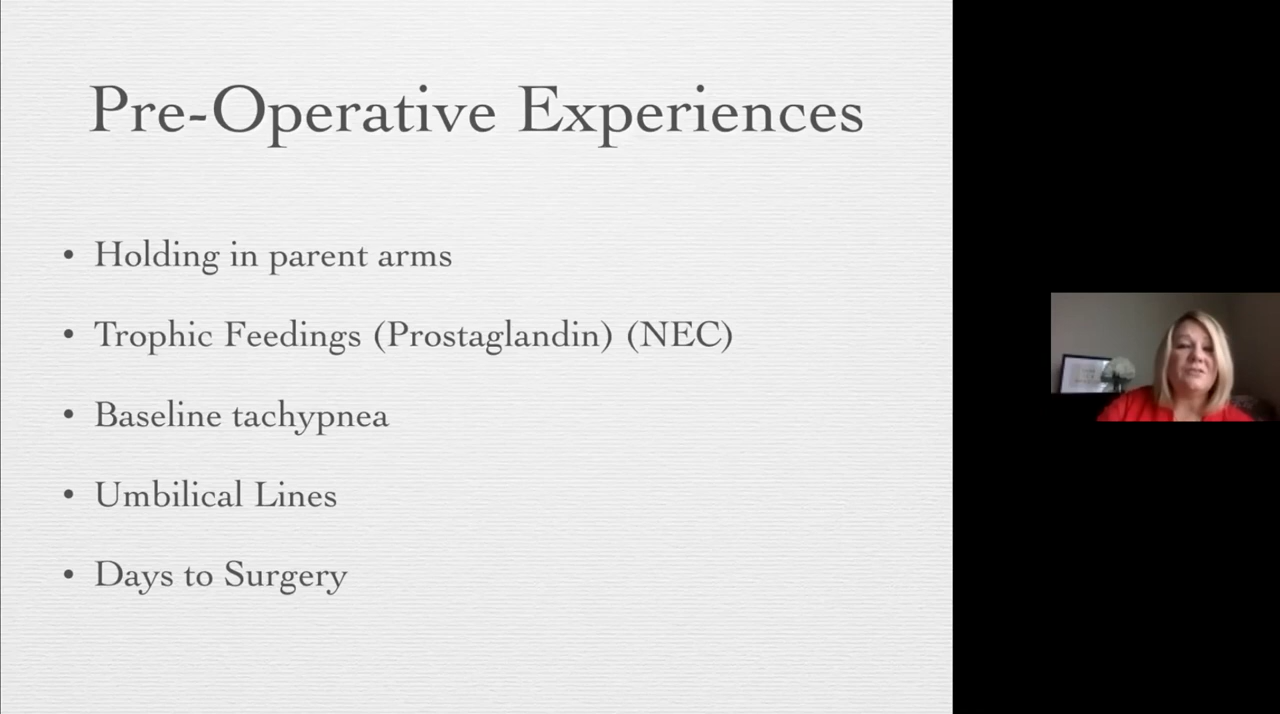 Pre-Operative Experiences
• Holding in parent arms
• Trophic Feedings (Prostaglandin) (NEC)
• Baseline tachypnea
• Umbilical Lines
• Days to Surgery